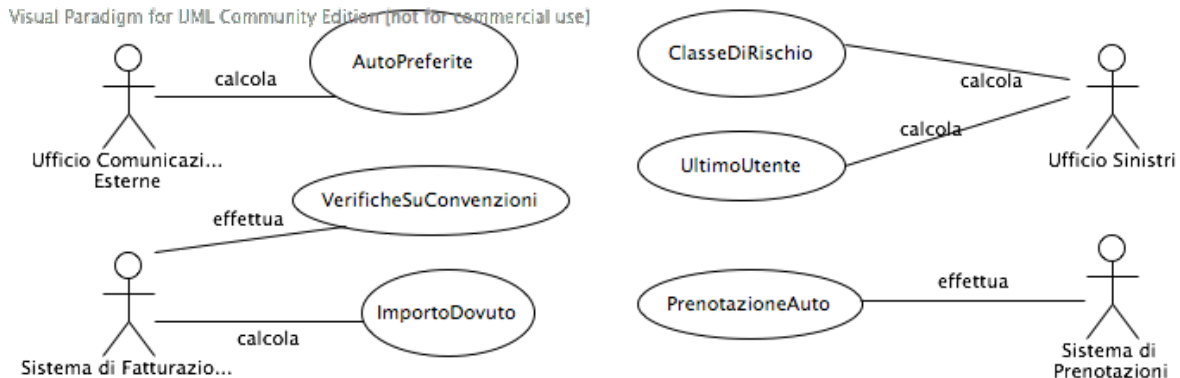 Visual Paradigm for UML Community Edition [not for commercial use]
AutoPreferite
calcola
Ufficio Comunicazi...
Esterne
VerificheSuConvenzioni
effettua
ImportoDovuto
calcola
Sistema di Fatturazio...
ClasseDiRischio
calcola
calcola
UltimoUtente
Ufficio Sinistri
PrenotazioneAuto
effettua
Sistema di
Prenotazioni